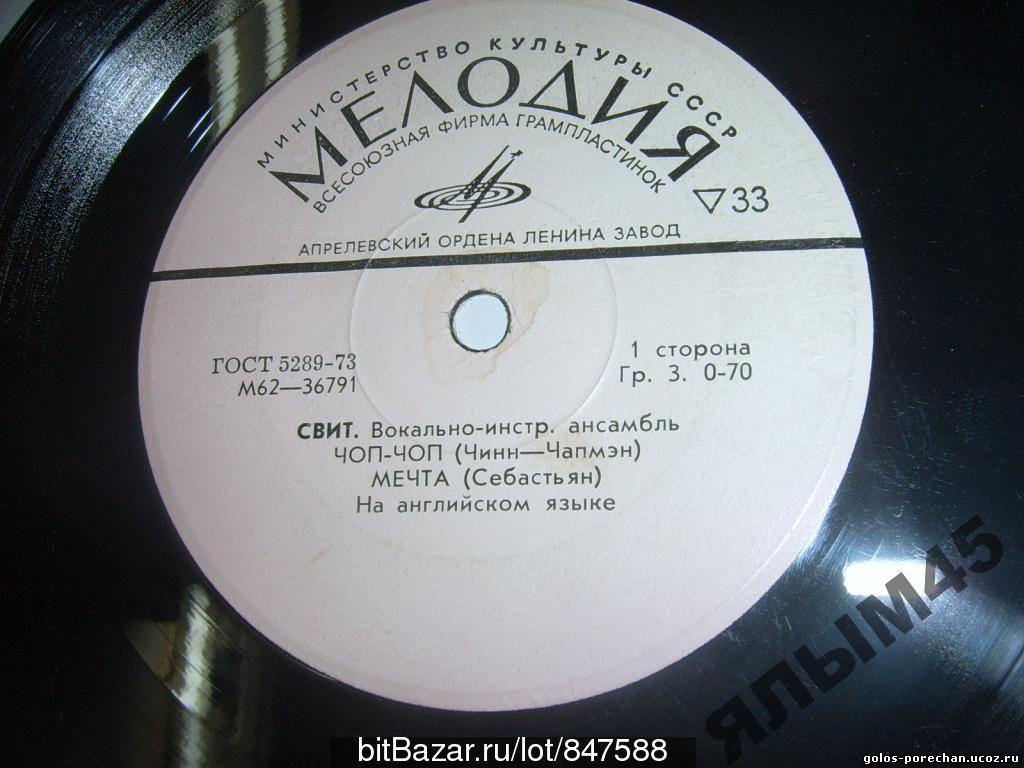 МИНИСТЕРСТВО КУЛЬТУРЫ СССР
МЕЛОДИЯ
ВСЕСОЮЗНАЯ ФИРМА ГРАМПЛАСТИНОК
33
АПРЕЛЕВСКИЙ ОРДЕНА ЛЕНИНА ЗАВОД
ГОСТ 5289-73
М62—36791
1 сторона
Гр. 3. 0-70
СВИТ. Вокально-инстр. ансамбль
ЧОП-ЧОП (Чинн—Чапмэн)
МЕЧТА (Себастьян)
На английском языке
ЯЛЫМ45
bitBazar.ru/lot/847588
golos-porechan.ucoz.ru